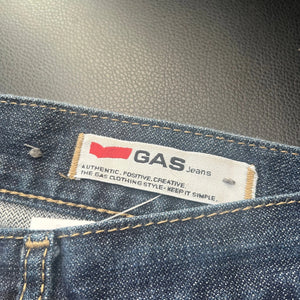 GAS Jeans
AUTHENTIC. POSITIVE. CREATIVE.
THE GAS CLOTHING STYLE - KEEP IT SIMPLE.